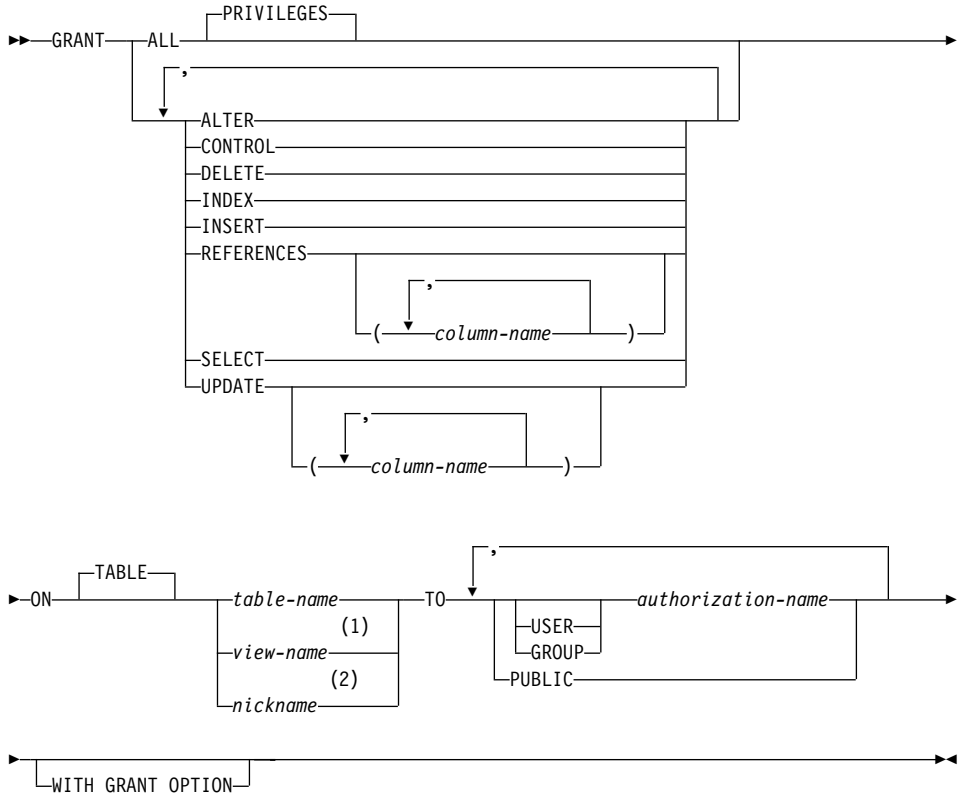 PRIVILEGES
GRANT ALL
,
ALTER
CONTROL
DELETE
INDEX
INSERT
REFERENCES
,
( column-name )
SELECT
UPDATE
,
( column-name )
TABLE ,
ON table-name TO authorization-name
(1) USER
view-name GROUP
(2) PUBLIC
nickname
WITH GRANT OPTION